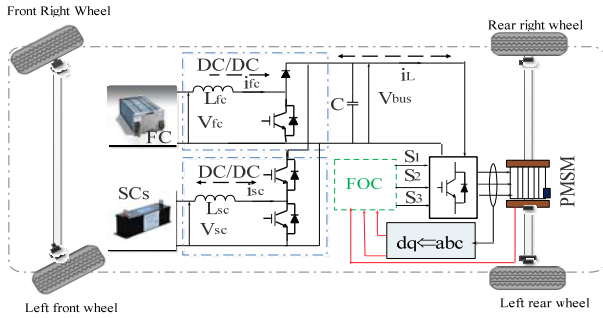 Front Right Wheel
Rear right wheel
DC/DC
ifc
Lfc
Vfc
FC
C
Vbus
iL
DC/DC
isc
SCs
Lsc
Vsc
FOC
S1
S2
S3
dq⇐abc
PMSM
Left front wheel
Left rear wheel